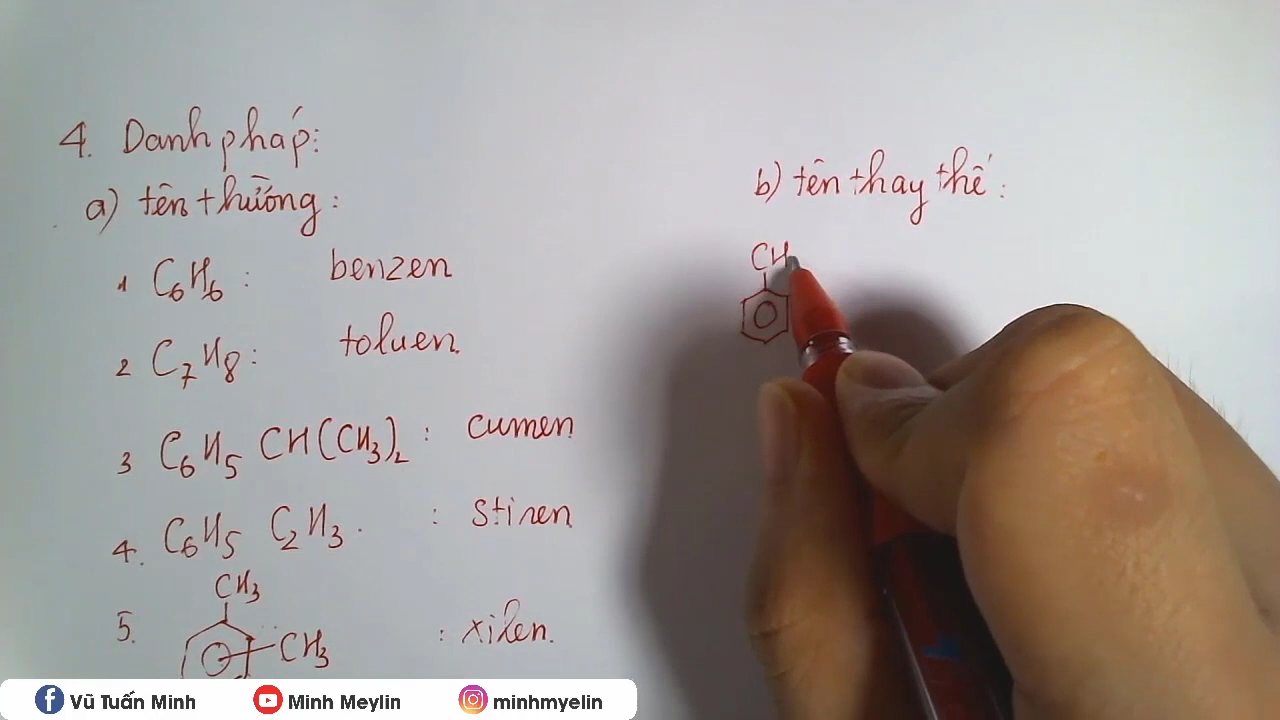 4. Danh pháp:
a) tên thường:
1 C₆H₆ : benzen
2 C₇H₈ : toluen
3 C₆H₅ CH(CH₃)₂ : cumen
4. C₆H₅ C₂H₃ . : stiren
5. CH₃
CH₃ : xilen.
b) tên thay thế :
CH
Vũ Tuấn Minh
Minh Meylin
minhmyelin